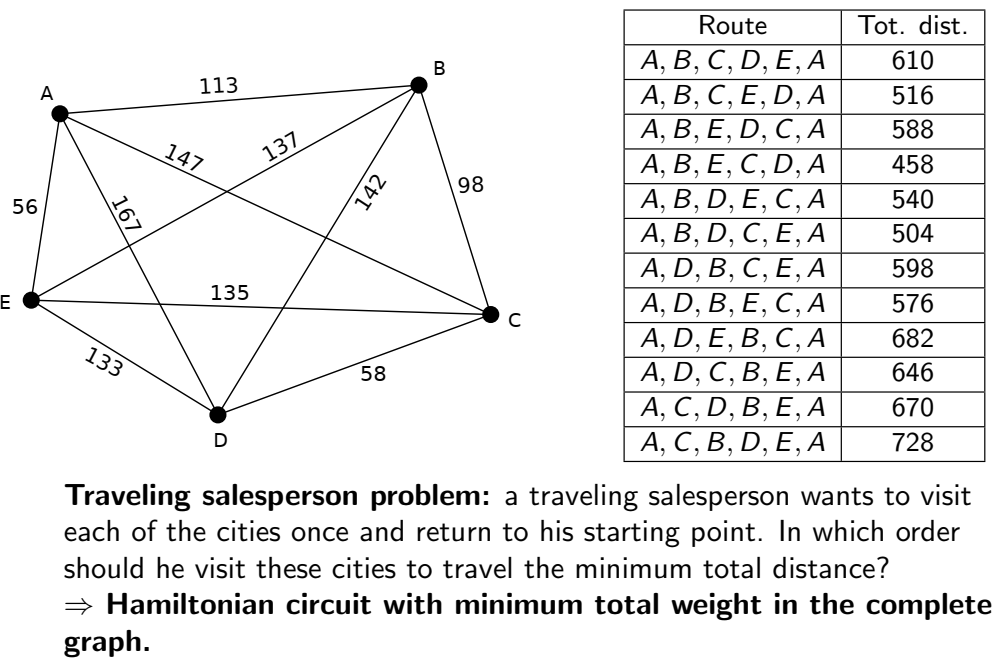 A
B
C
D
E
113
147
137
142
98
167
56
135
133
58
Route Tot. dist.
A, B, C, D, E, A 610
A, B, C, E, D, A 516
A, B, E, D, C, A 588
A, B, E, C, D, A 458
A, B, D, E, C, A 540
A, B, D, C, E, A 504
A, D, B, C, E, A 598
A, D, B, E, C, A 576
A, D, E, B, C, A 682
A, D, C, B, E, A 646
A, C, D, B, E, A 670
A, C, B, D, E, A 728
Traveling salesperson problem: a traveling salesperson wants to visit
each of the cities once and return to his starting point. In which order
should he visit these cities to travel the minimum total distance?
⇒ Hamiltonian circuit with minimum total weight in the complete
graph.